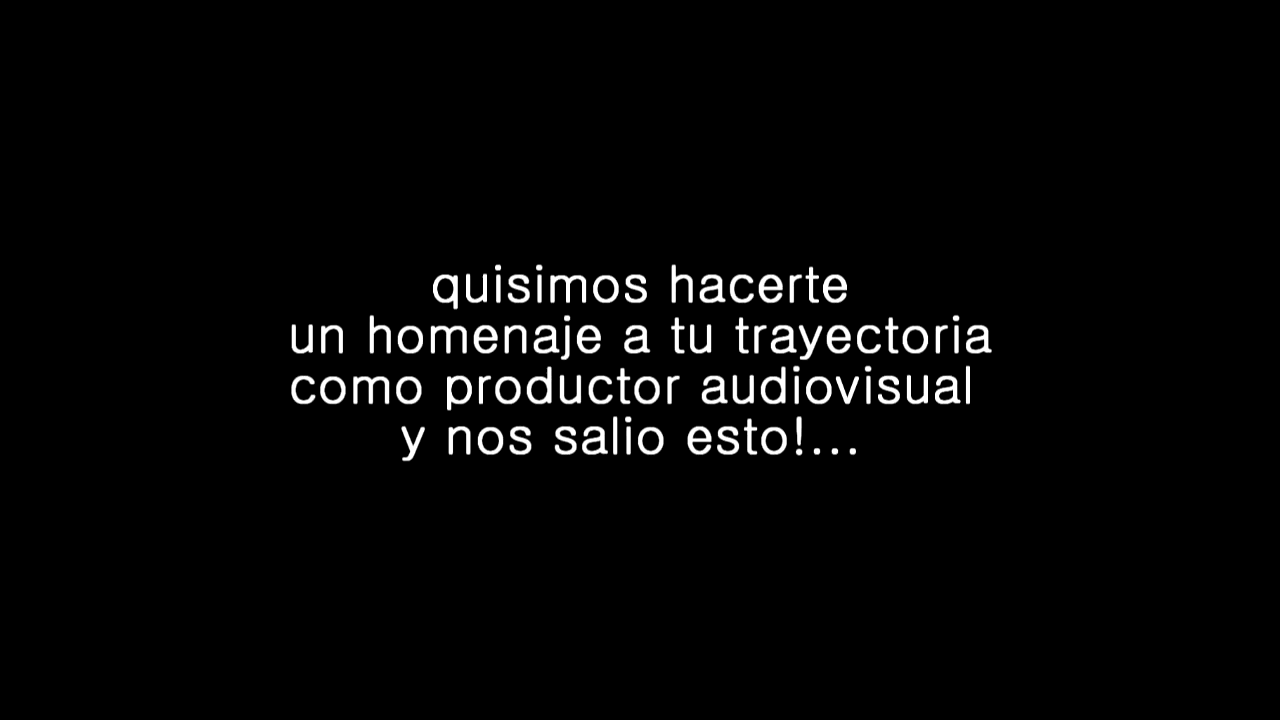 quisimos hacerte
un homenaje a tu trayectoria
como productor audiovisual
y nos salio esto!...